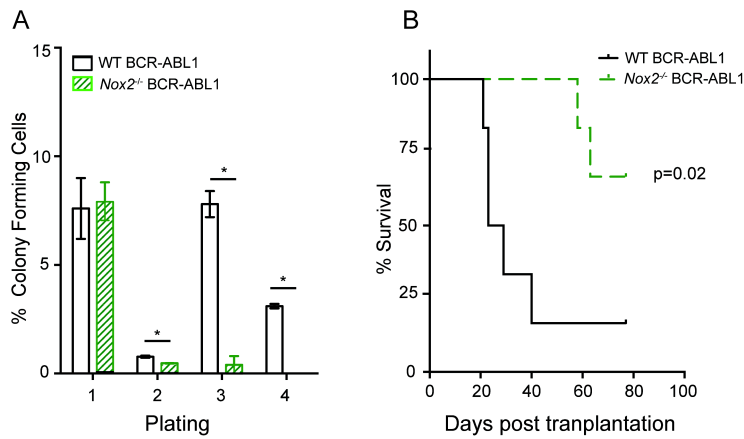 A
WT BCR-ABL1
Nox2-/- BCR-ABL1
% Colony Forming Cells
15
10
5
0
*
*
*
1 2 3 4
Plating
B
WT BCR-ABL1
Nox2-/- BCR-ABL1
% Survival
100
75
50
25
0
p=0.02
0 20 40 60 80 100
Days post tranplantation